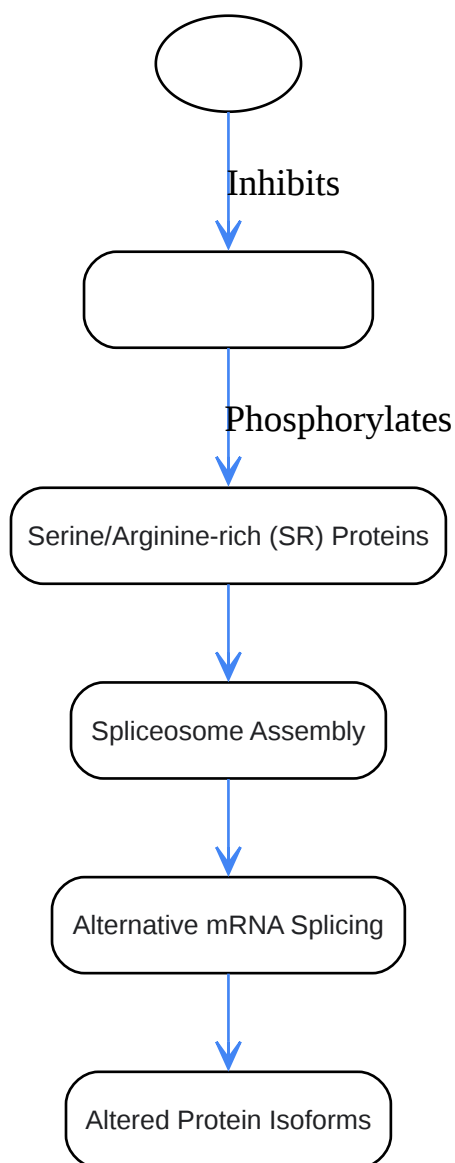 Inhibits
Phosphorylates
Serine/Arginine-rich (SR) Proteins
Spliceosome Assembly
Alternative mRNA Splicing
Altered Protein Isoforms